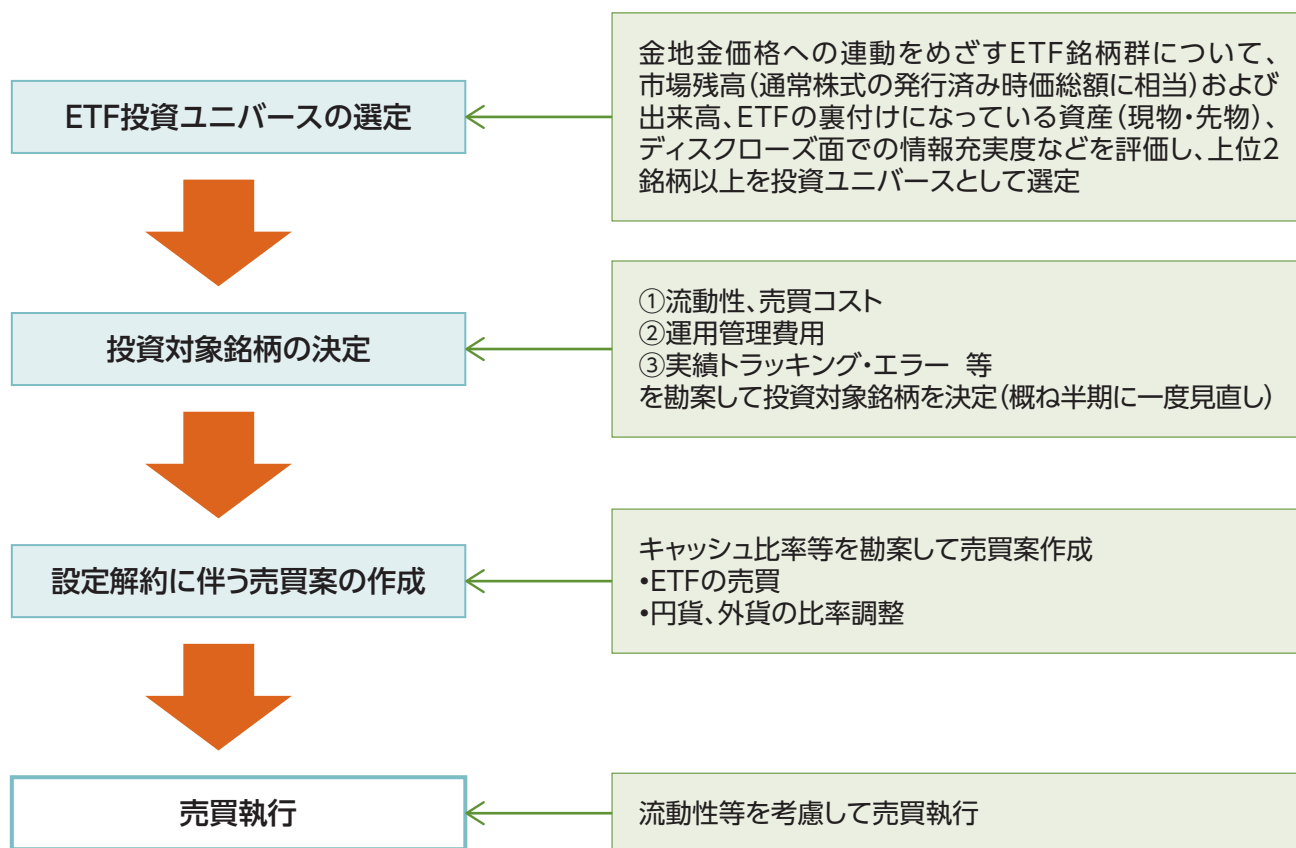 ETF投資ユニバースの選定
金地金価格への連動をめざすETF銘柄群について、
市場残高(通常株式の発行済み時価総額に相当)および
出来高、ETFの裏付けになっている資産(現物・先物)、
ディスクローズ面での情報充実度などを評価し、上位2
銘柄以上を投資ユニバースとして選定
投資対象銘柄の決定
①流動性、売買コスト
②運用管理費用
③実績トラッキング・エラー 等
を勘案して投資対象銘柄を決定(概ね半期に一度見直し)
設定解約に伴う売買案の作成
キャッシュ比率等を勘案して売買案作成
•ETFの売買
•円貨、外貨の比率調整
売買執行
流動性等を考慮して売買執行